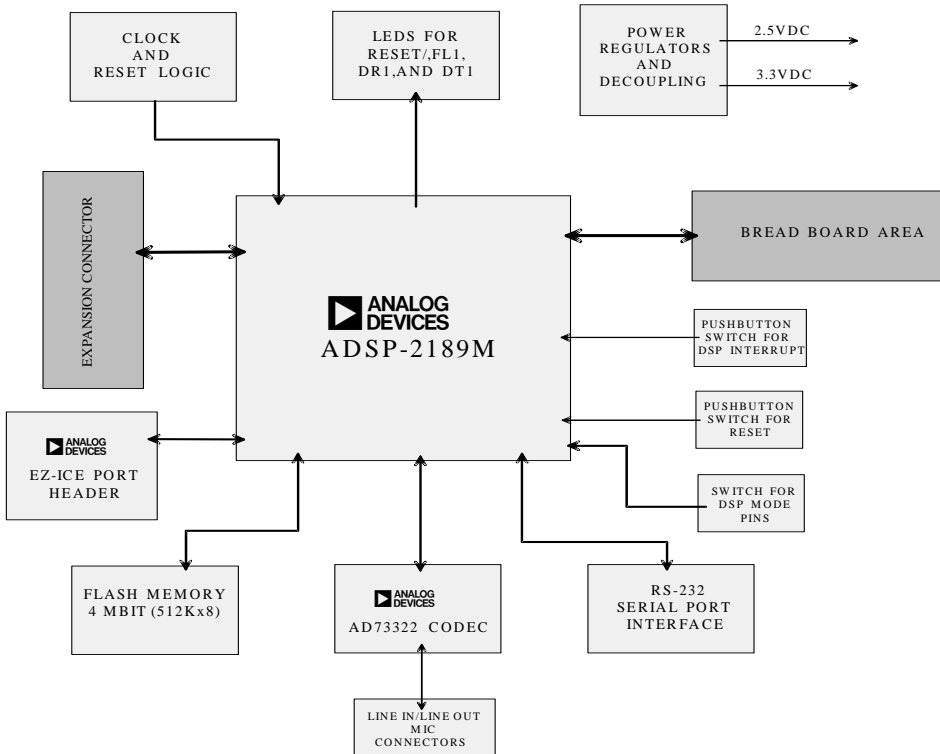 CLOCK
AND
RESET LOGIC
LEDS FOR
RESET/,FL1,
DR1,AND DT1
POWER
REGULATORS
AND
DECOUPLING
2.5VDC
3.3VDC
EXPANSION CONNECTOR
BREAD BOARD AREA
ANALOG
DEVICES
ADSP-2189M
PUSHBUTTON
SWITCH FOR
DSP INTERRUPT
PUSHBUTTON
SWITCH FOR
RESET
ANALOG
DEVICES
EZ-ICE PORT
HEADER
SWITCH FOR
DSP MODE
PINS
FLASH MEMORY
4 MBIT (512Kx8)
ANALOG
DEVICES
AD73322 CODEC
RS-232
SERIAL PORT
INTERFACE
LINE IN/LINE OUT
MIC
CONNECTORS